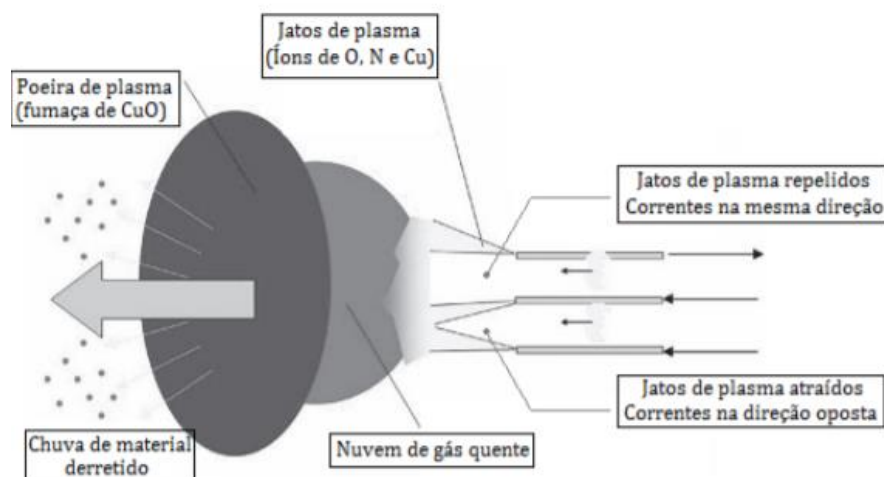 Jatos de plasma
(Íons de O, N e Cu)
Poeira de plasma
(fumaça de CuO)
Jatos de plasma repelidos
Correntes na mesma direção
Jatos de plasma atraídos
Correntes na direção oposta
Chuva de material
derretido
Nuvem de gás quente